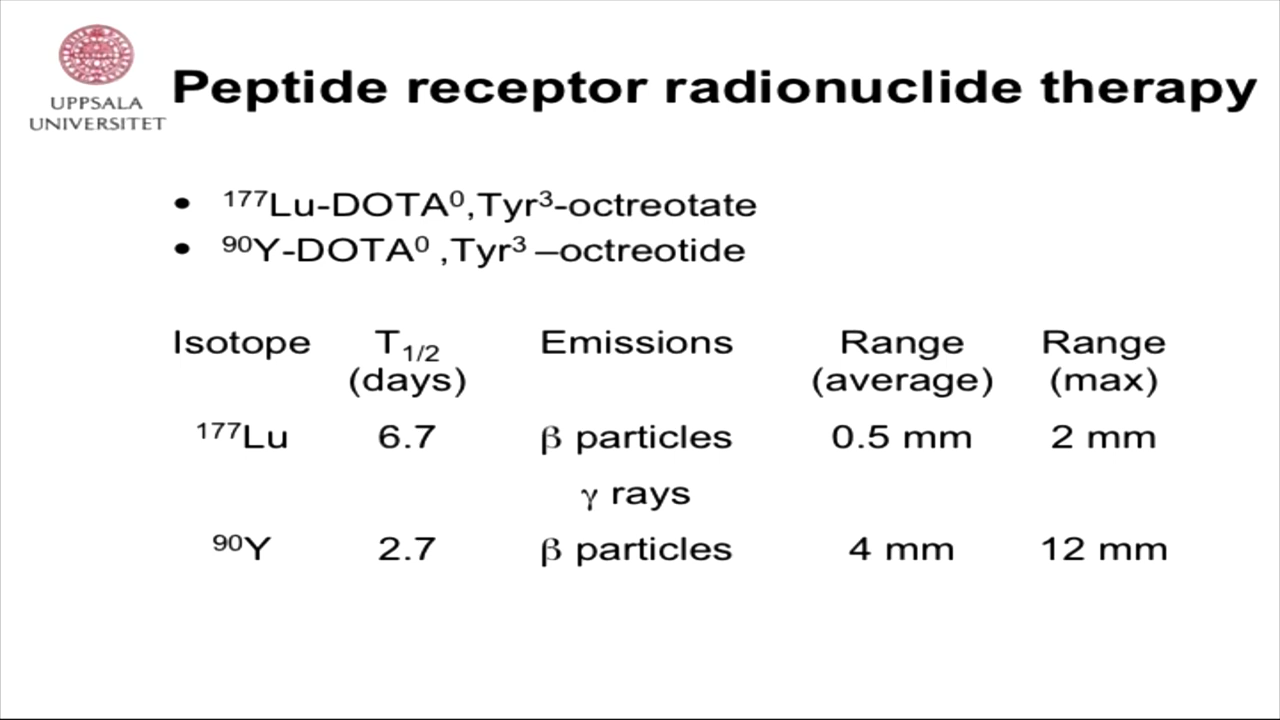 UPPSALA
UNIVERSITET
Peptide receptor radionuclide therapy
• ¹⁷⁷Lu-DOTA⁰,Tyr³-octreotate
• ⁹⁰Y-DOTA⁰ ,Tyr³ –octreotide
Isotope T₁/₂ Emissions Range Range
(days) (average) (max)
¹⁷⁷Lu 6.7 β particles 0.5 mm 2 mm
γ rays
⁹⁰Y 2.7 β particles 4 mm 12 mm